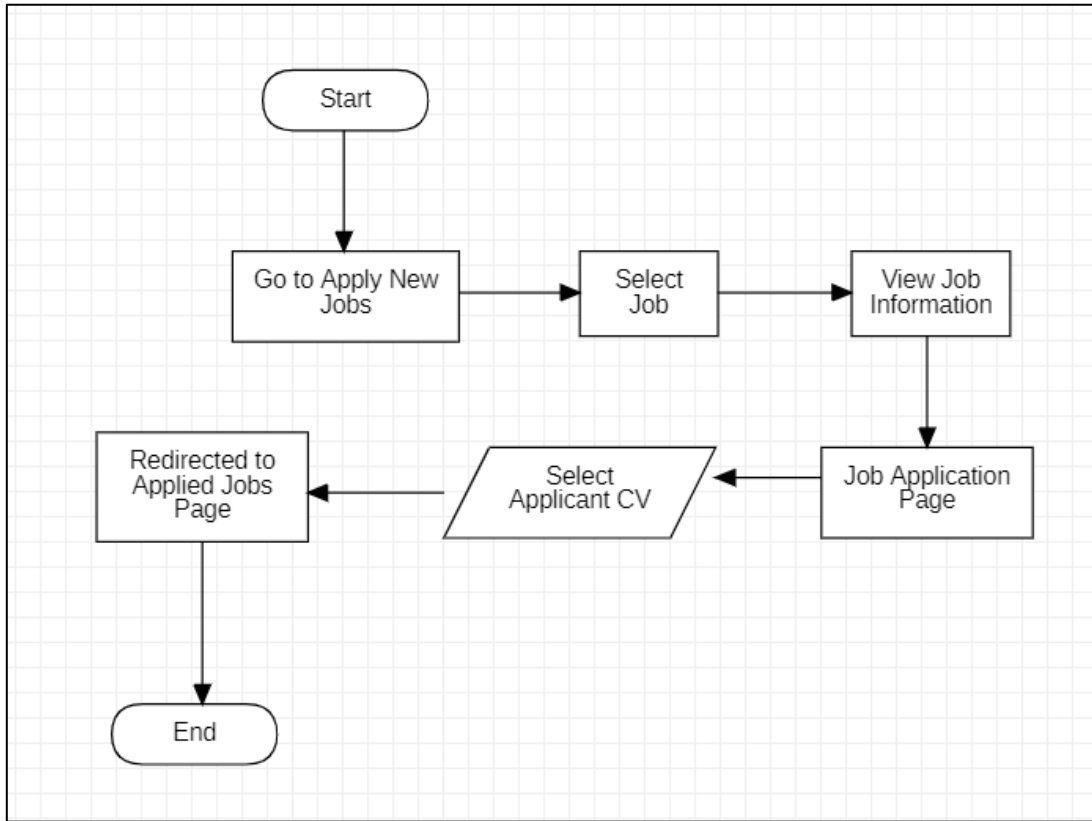 Start
Go to Apply New
Jobs
Select
Job
View Job
Information
Job Application
Page
Select
Applicant CV
Redirected to
Applied Jobs
Page
End